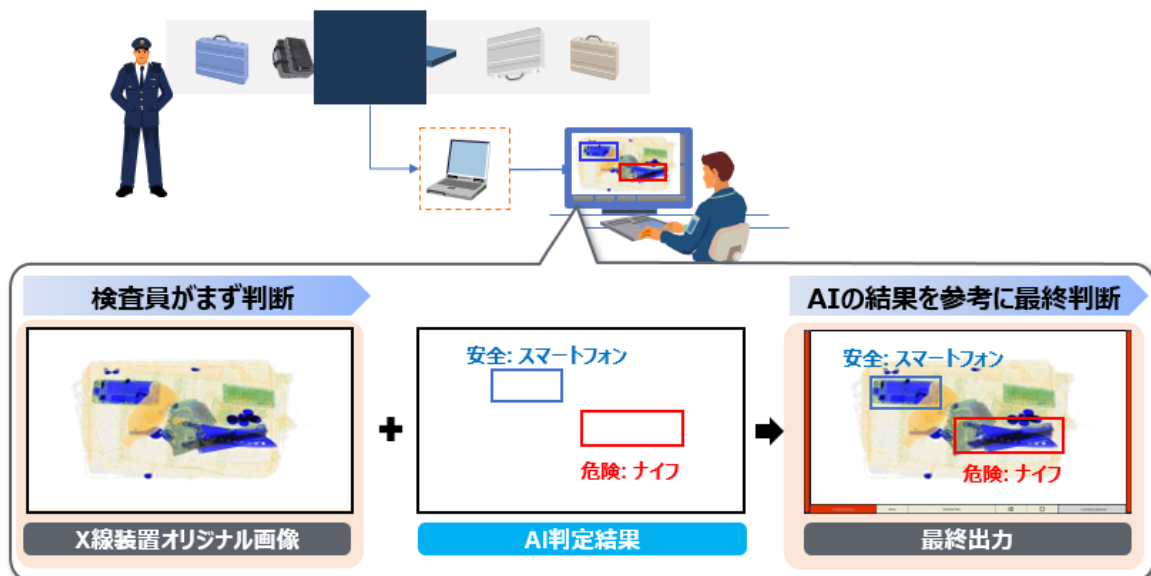 検査員がまず判断
AIの結果を参考に最終判断
安全: スマートフォン
危険: ナイフ
安全: スマートフォン
危険: ナイフ
X線装置オリジナル画像
AI判定結果
最終出力